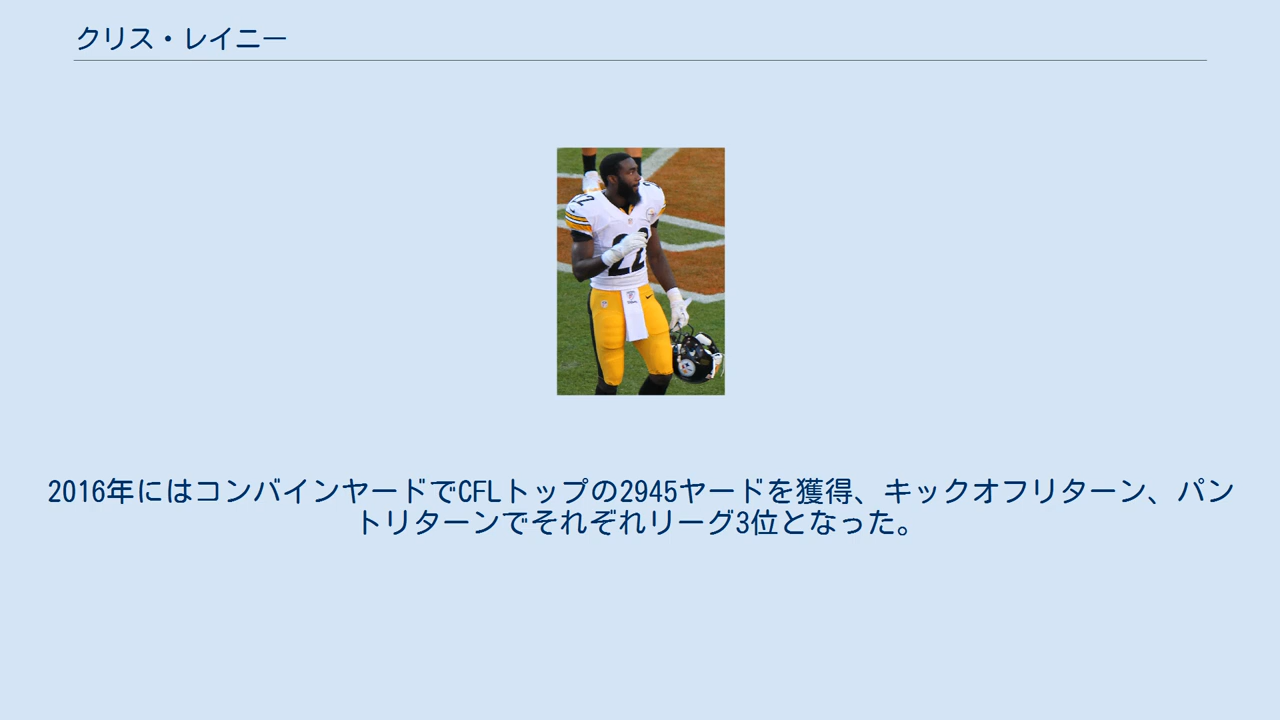 クリス・レイニー
22
22
2016年にはコンバインヤードでCFLトップの2945ヤードを獲得、キックオフリターン、パン
トリターンでそれぞれリーグ3位となった。